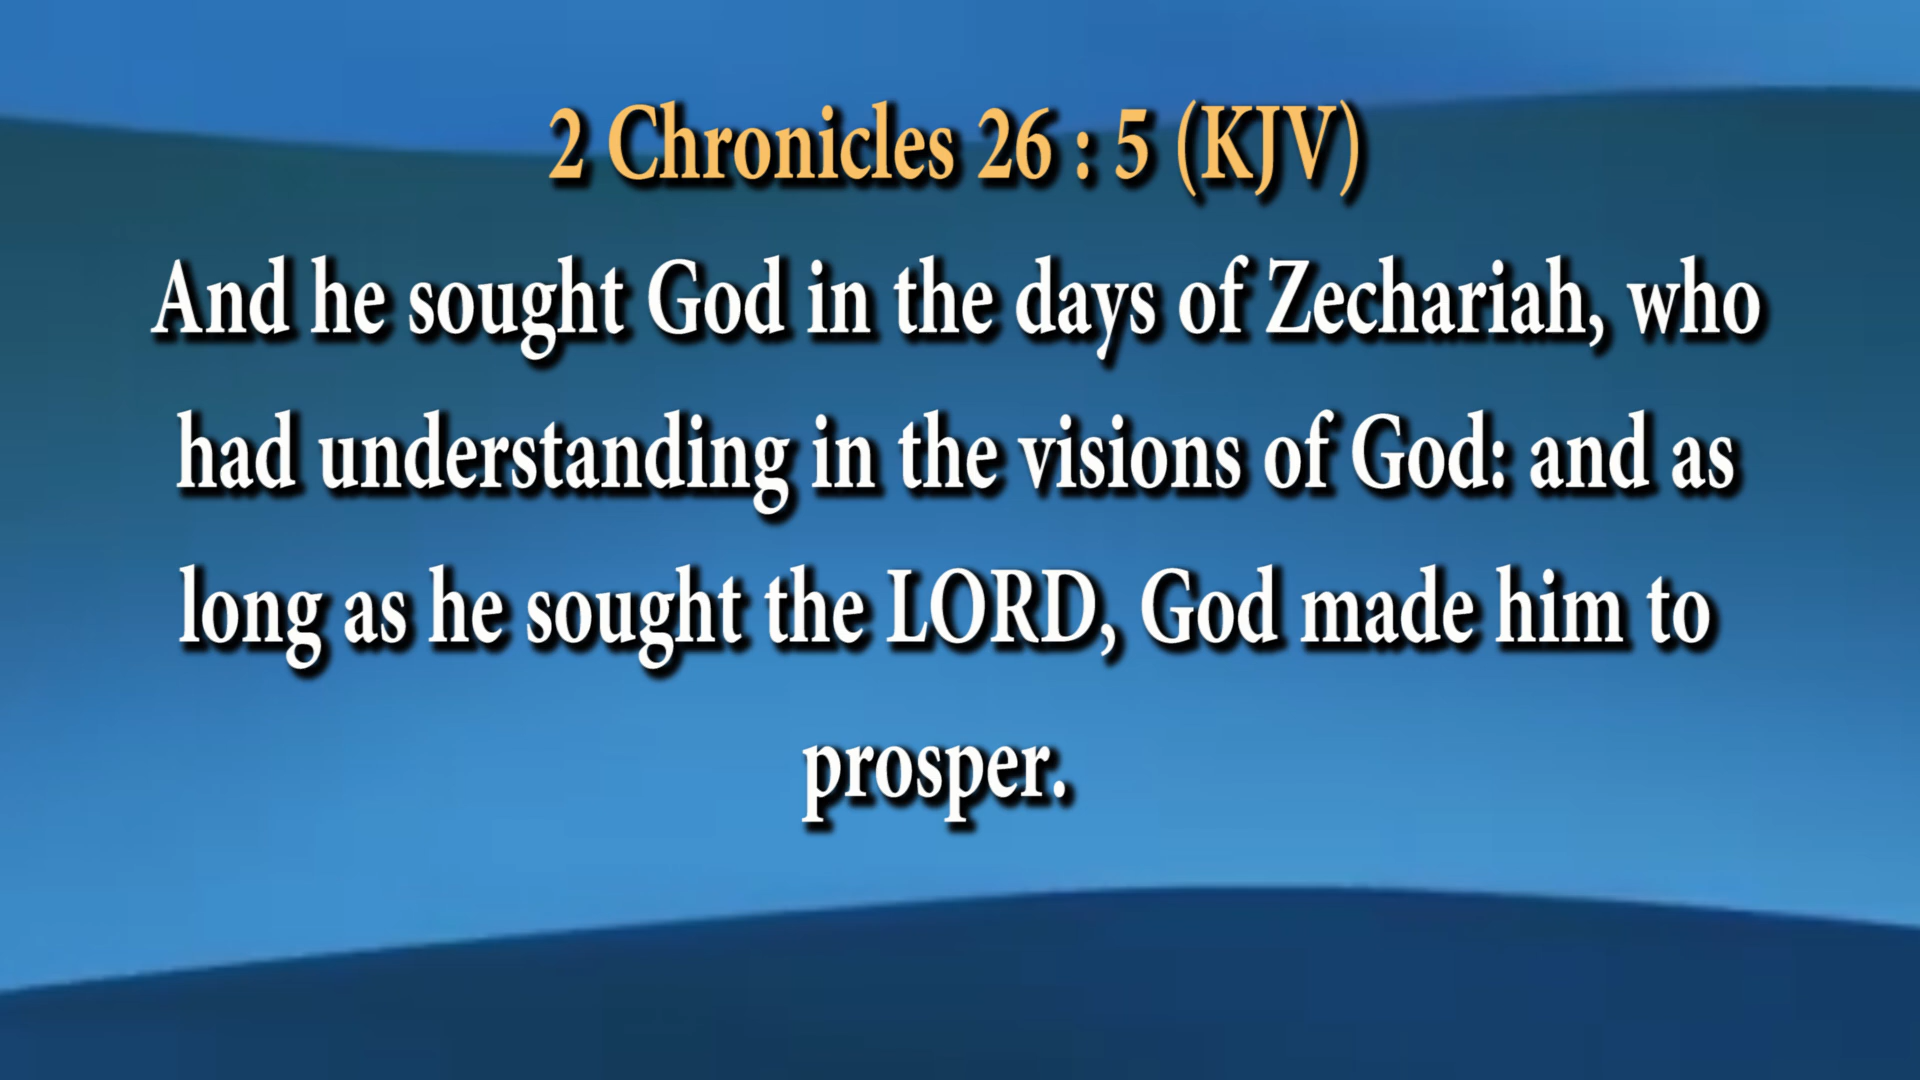 2 Chronicles 26 : 5 (KJV)
And he sought God in the days of Zechariah, who
had understanding in the visions of God: and as
long as he sought the LORD, God made him to
prosper.